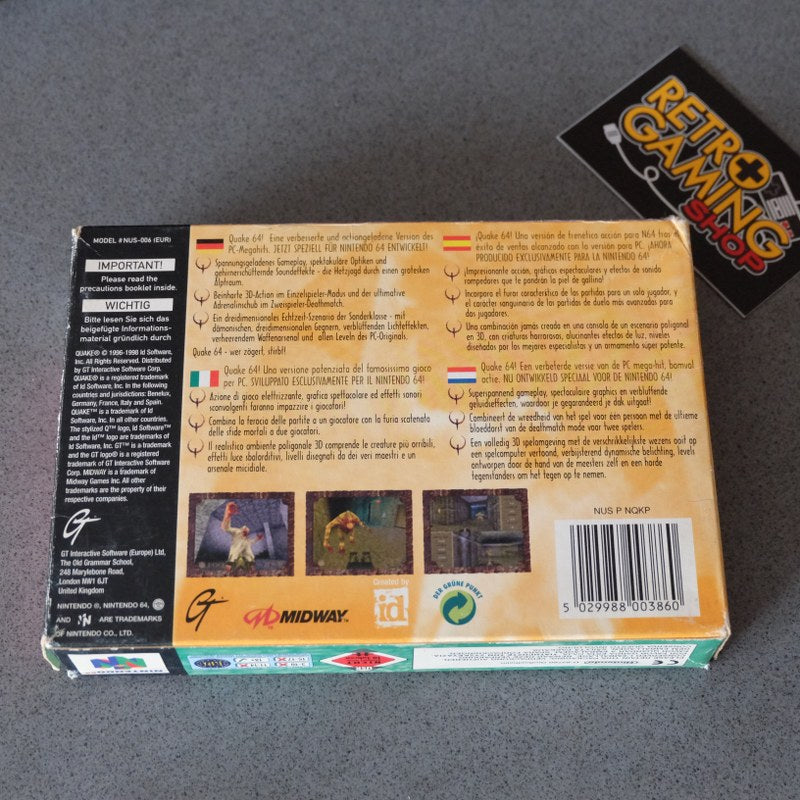 RETRO
GAMING
SHOP
MODEL #NUS-006 (EUR)
IMPORTANT!
Please read the
precautions booklet inside.
WICHTIG
Bitte lesen Sie sich das
beigefügte Informations-
material gründlich durch
QUAKE® © 1996-1998 Id Software,
Inc. All Rights Reserved. Distributed
by GT Interactive Software Corp.
QUAKE® is a registered trademark
of Id Software, Inc. in the following
countries and jurisdictions: Benelux,
Germany, France, Italy and Spain.
QUAKE™ is a trademark of Id
Software, Inc. in all other countries.
The stylized Q™ logo, id Software™
and the id™ logo are trademarks of
Id Software, Inc. GT™ is a trademark
and the GT logo® is a registered
trademark of GT Interactive Software
Corp. MIDWAY is a trademark of
Midway Games Inc. All other
trademarks are the property of their
respective companies.
GT
GT Interactive Software (Europe) Ltd,
The Old Grammar School,
248 Marylebone Road,
London NW1 6JT
United Kingdom
NINTENDO ®, NINTENDO 64,
AND N ARE TRADEMARKS
OF NINTENDO CO., LTD.
Quake 64! Eine verbesserte und actiongeladene Version des
PC-Megahits. JETZT SPEZIELL FÜR NINTENDO 64 ENTWICKELT!
Spannungsgeladenes Gameplay, spektakuläre Optiken und
gehirnerschütternde Soundeffekte - die Hetzjagd durch einen grotesken
Alptraum.
Beinharte 3D-Action im Einzelspieler-Modus und der ultimative
Adrenalinschub im Zweispieler-Deathmatch.
Ein dreidimensionales Echtzeit-Szenario der Sonderklasse - mit
dämonischen, dreidimensionalen Gegnern, verblüffenden Lichteffekten,
verheerendem Waffenarsenal und allen Leveln des PC-Originals.
Quake 64 - wer zögert, stirbt!
¡Quake 64! Una versión de frenética acción para N64 tras el
éxito de ventas alcanzado con la versión para PC. ¡AHORA
PRODUCIDO EXCLUSIVAMENTE PARA LA NINTENDO 64!
¡Impresionante acción, gráficos espectaculares y efectos de sonido
rompedores que te pondrán la piel de gallina!
Incorpora el furor característico de las partidas para un solo jugador, y
el carácter sanguinario de las partidas de duelo más avanzadas para
dos jugadores.
Una combinación jamás creada en una consola de un escenario poligonal
en 3D, con criaturas horrorosas, alucinantes efectos de luz, niveles
diseñados por los mejores especialistas y un armamento súper potente.
Quake 64! Una versione potenziata del famosissimo gioco
per PC. SVILUPPATO ESCLUSIVAMENTE PER IL NINTENDO 64!
Azione di gioco elettrizzante, grafica spettacolare ed effetti sonori
sconvolgenti faranno impazzire i giocatori!
Combina la ferocia delle partite a un giocatore con la furia scatenata
delle sfide mortali a due giocatori.
Il realistico ambiente poligonale 3D comprende le creature più orribili,
effetti luce sbalorditivi, livelli disegnati da dei veri maestri e un
arsenale micidiale.
Quake 64! Een verbeterde versie van de PC mega-hit, bomvol
actie. NU ONTWIKKELD SPECIAAL VOOR DE NINTENDO 64!
Superspannend gameplay, spectaculaire graphics en verbluffende
geluidseffecten, waardoor je gegarandeerd je dak uitgaat!
Combineert de wreedheid van het spel voor één persoon met de ultieme
bloeddorst van de deathmatch mode voor twee spelers.
Een volledig 3D spelomgeving met de verschrikkelijkste wezens ooit op
een spelcomputer vertoond, verbijsterend dynamische belichting, levels
ontworpen door de hand van de meesters zelf en een harde
tegenstanders om het tegen op te nemen.
NUS P NQKP
5 029988 003860
GT
MIDWAY
Created by
id
DER GRÜNE PUNKT
NINTENDO
CE